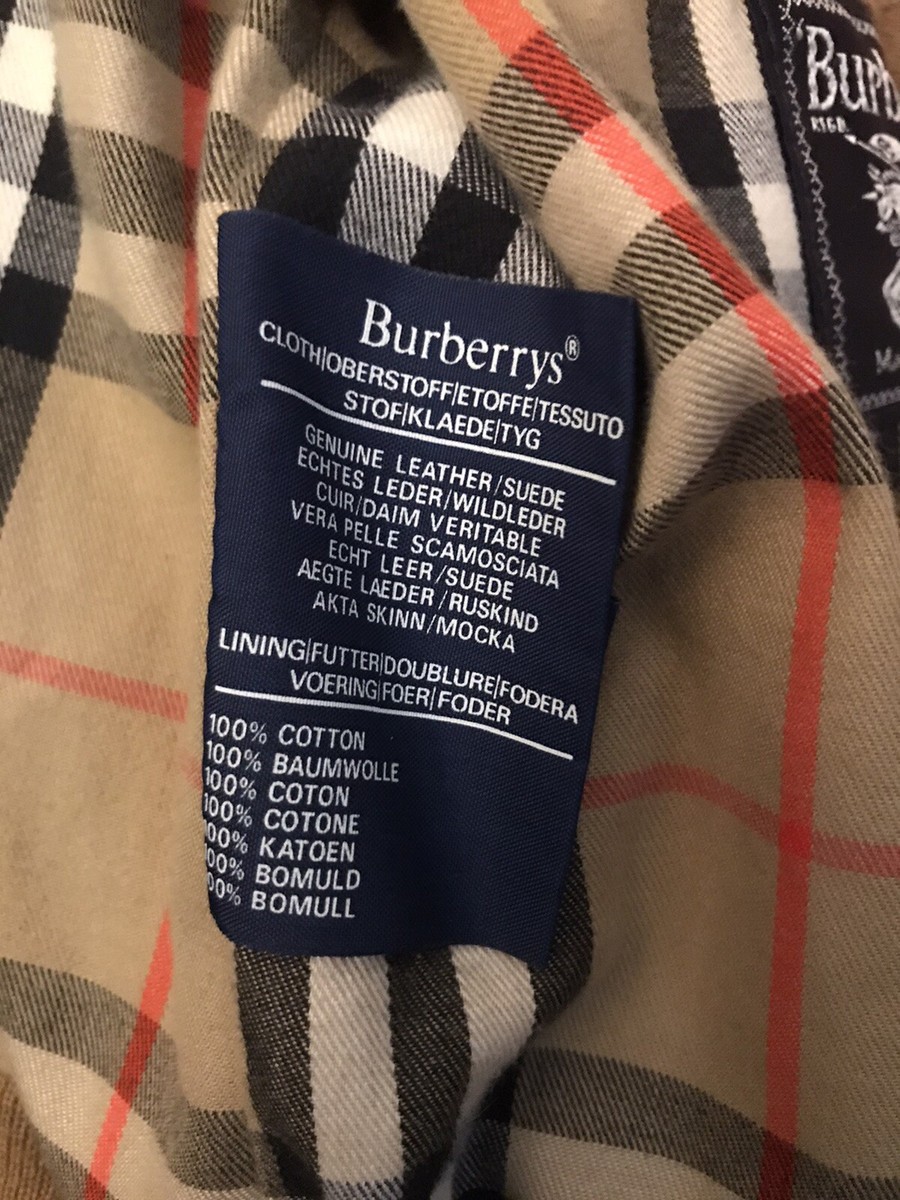 Burberrys®
CLOTH|OBERSTOFF|ETOFFE|TESSUTO
STOF|KLAEDE|TYG
GENUINE LEATHER/SUEDE
ECHTES LEDER/WILDLEDER
CUIR/DAIM VERITABLE
VERA PELLE SCAMOSCIATA
ECHT LEER/SUEDE
AEGTE LAEDER/RUSKIND
AKTA SKINN/MOCKA
LINING|FUTTER|DOUBLURE|FODERA
VOERING|FOER|FODER
100% COTTON
100% BAUMWOLLE
100% COTON
100% COTONE
100% KATOEN
00% BOMULD
00% BOMULL
Burb